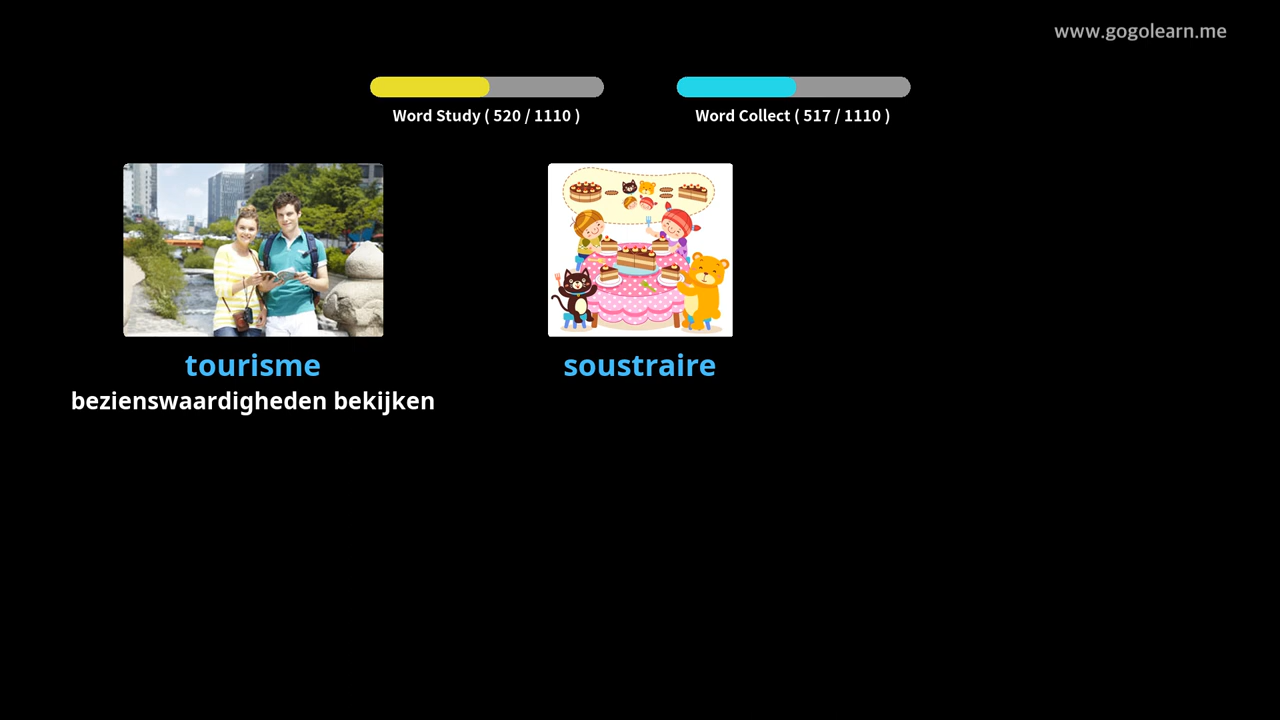 www.gogolearn.me
Word Study ( 520 / 1110 )
Word Collect ( 517 / 1110 )
tourisme
bezienswaardigheden bekijken
soustraire